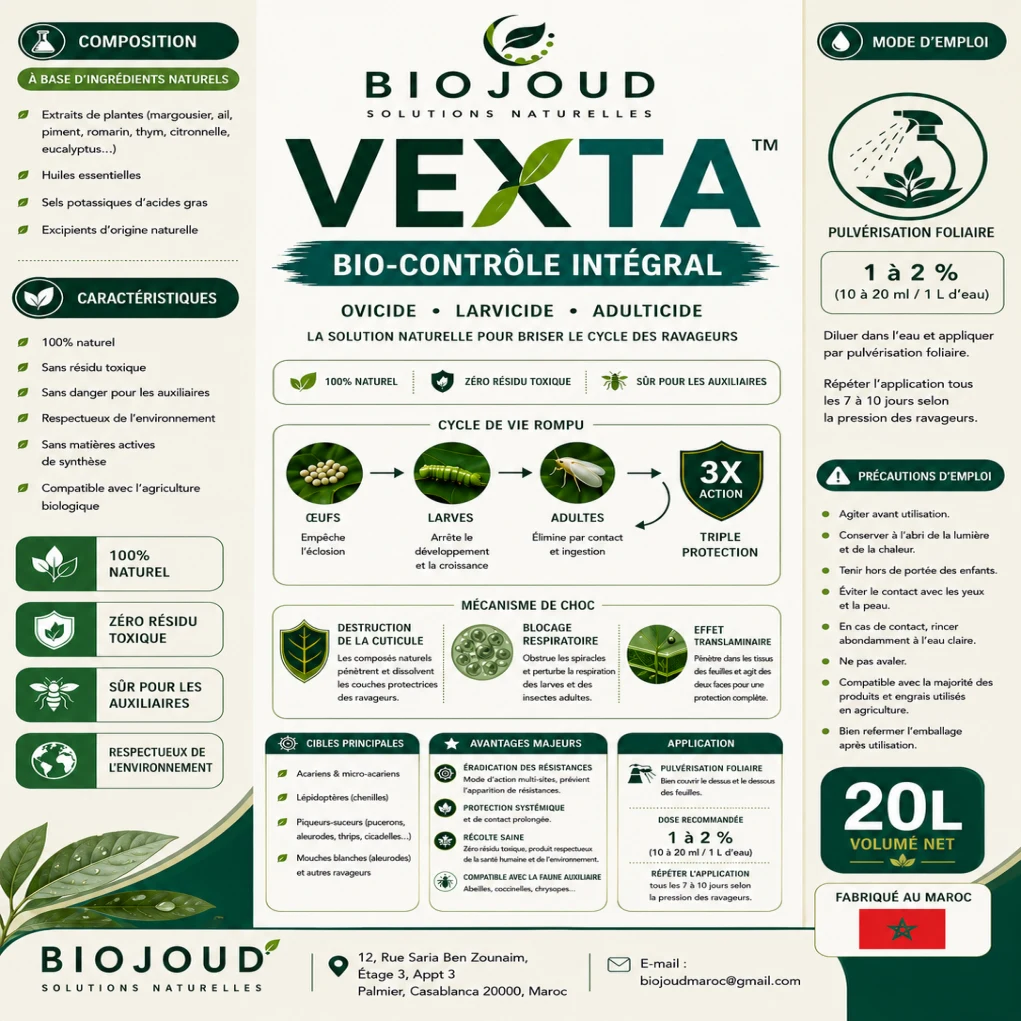 COMPOSITION
À BASE D'INGRÉDIENTS NATURELS
Extraits de plantes (margousier, ail,
piment, romarin, thym, citronnelle,
eucalyptus...)
Huiles essentielles
Sels potassiques d'acides gras
Excipients d'origine naturelle
CARACTÉRISTIQUES
100% naturel
Sans résidu toxique
Sans danger pour les auxiliaires
Respectueux de l'environnement
Sans matières actives
de synthèse
Compatible avec l'agriculture
biologique
100%
NATUREL
ZÉRO RÉSIDU
TOXIQUE
SÛR POUR LES
AUXILIAIRES
RESPECTUEUX DE
L'ENVIRONNEMENT
BIOJOUD
SOLUTIONS NATURELLES
VEXTA™
BIO-CONTRÔLE INTÉGRAL
OVICIDE • LARVICIDE • ADULTICIDE
LA SOLUTION NATURELLE POUR BRISER LE CYCLE DES RAVAGEURS
100% NATUREL
ZÉRO RÉSIDU TOXIQUE
SÛR POUR LES AUXILIAIRES
CYCLE DE VIE ROMPU
ŒUFS
Empêche
l'éclosion
LARVES
Arrête le
développement
et la croissance
ADULTES
Élimine par contact
et ingestion
3X
ACTION
TRIPLE
PROTECTION
MÉCANISME DE CHOC
DESTRUCTION
DE LA CUTICULE
Les composés naturels
pénètrent et dissolvent
les couches protectrices
des ravageurs.
BLOCAGE
RESPIRATOIRE
Obstrue les spiracles
et perturbe la respiration
des larves et des
insectes adultes.
EFFET
TRANSLAMINAIRE
Pénètre dans les tissus
des feuilles et agit des
deux faces pour une
protection complète.
CIBLES PRINCIPALES
Acariens & micro-acariens
Lépidoptères (chenilles)
Piqueurs-suceurs (pucerons,
aleurodes, thrips, cicadelles...)
Mouches blanches (aleurodes)
et autres ravageurs
AVANTAGES MAJEURS
ÉRADICATION DES RÉSISTANCES
Mode d'action multi-sites, prévient
l'apparition de résistances.
PROTECTION SYSTÉMIQUE
et de contact prolongée.
RÉCOLTE SAINE
Zéro résidu toxique, produit respectueux
de la santé humaine et de l'environnement.
COMPATIBLE AVEC LA FAUNE AUXILIAIRE
Abeilles, coccinelles, chrysopes...
APPLICATION
PULVÉRISATION FOLIAIRE
Bien couvrir le dessus et le dessous
des feuilles.
DOSE RECOMMANDÉE
1 à 2 %
(10 à 20 ml / 1 L d'eau)
RÉPÉTER L'APPLICATION
tous les 7 à 10 jours selon
la pression des ravageurs.
MODE D'EMPLOI
PULVÉRISATION FOLIAIRE
1 à 2 %
(10 à 20 ml / 1 L d'eau)
Diluer dans l'eau et appliquer
par pulvérisation foliaire.
Répéter l'application tous
les 7 à 10 jours selon
la pression des ravageurs.
PRÉCAUTIONS D'EMPLOI
Agiter avant utilisation.
Conserver à l'abri de la lumière
et de la chaleur.
Tenir hors de portée des enfants.
Éviter le contact avec les yeux
et la peau.
En cas de contact, rincer
abondamment à l'eau claire.
Ne pas avaler.
Compatible avec la majorité des
produits et engrais utilisés
en agriculture.
Bien refermer l'emballage
après utilisation.
20L
VOLUMÉ NET
FABRIQUÉ AU MAROC
BIOJOUD
SOLUTIONS NATURELLES
12, Rue Saria Ben Zounaim,
Étage 3, Appt 3
Palmier, Casablanca 20000, Maroc
E-mail :
biojoudmaroc@gmail.com